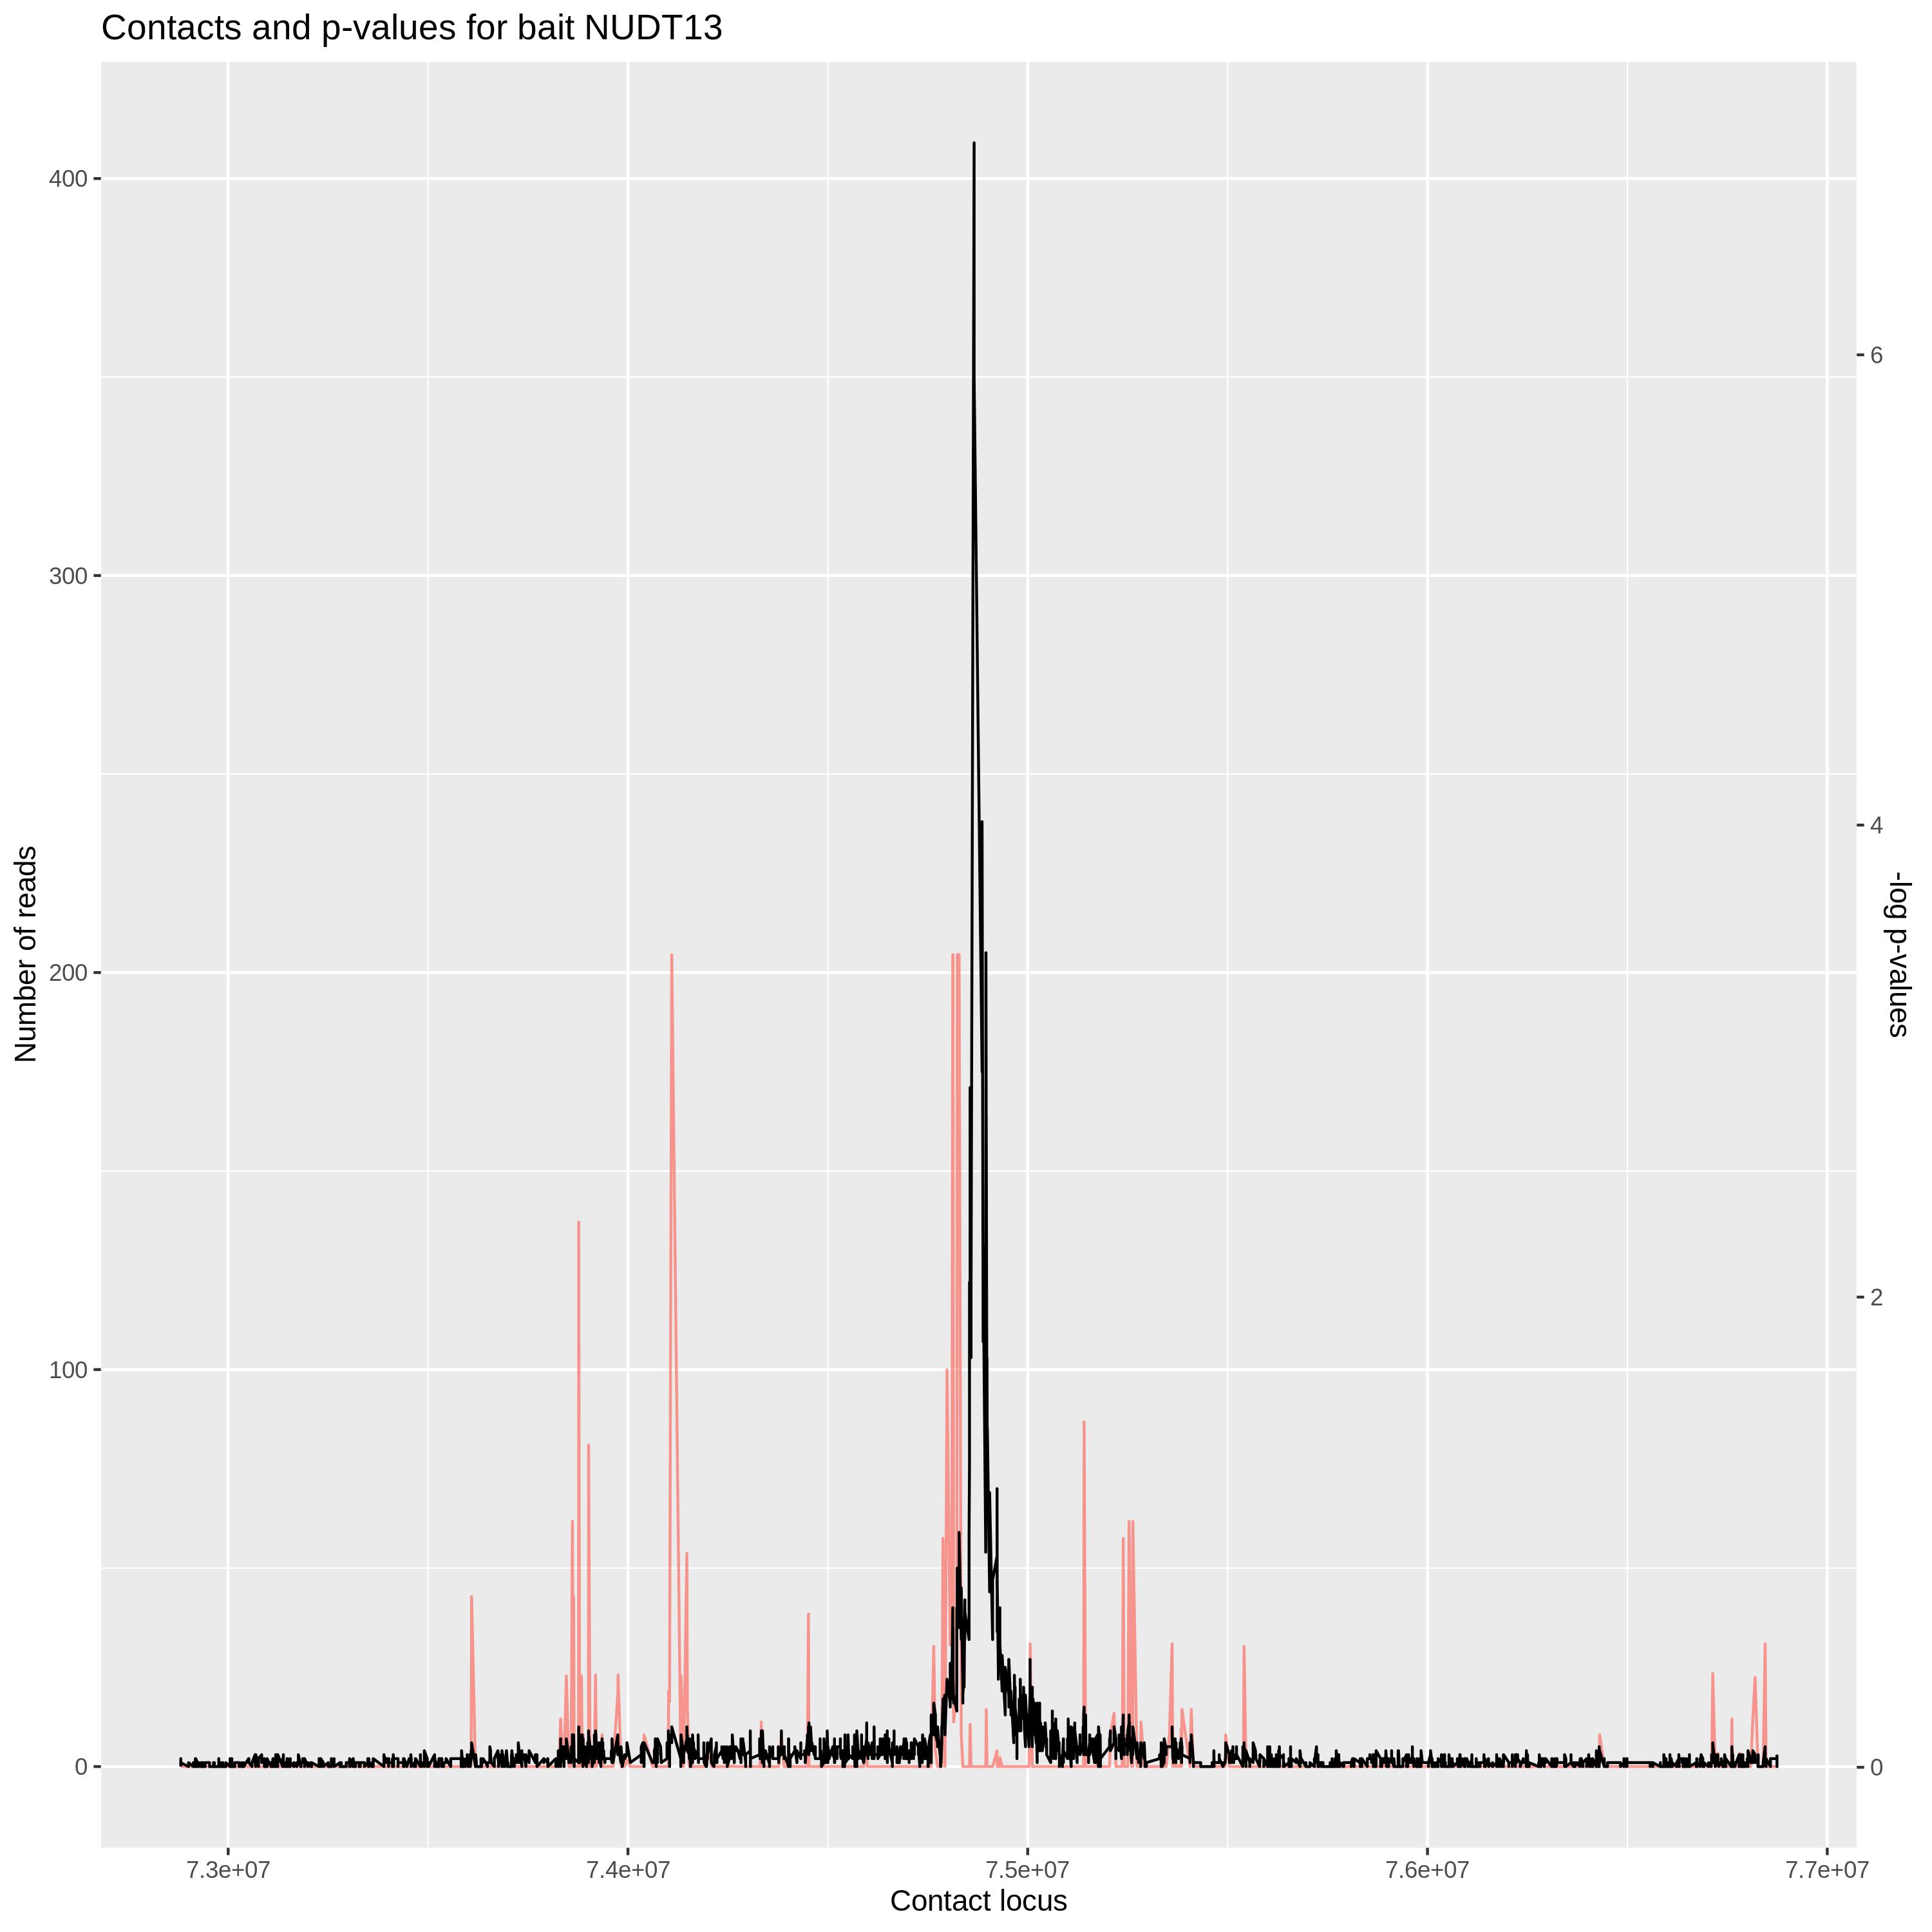 Contacts and p-values for bait NUDT13
400
300
200
100
0
Number of reads
6
4
2
0
-log p-values
7.3e+07
7.4e+07
7.5e+07
7.6e+07
7.7e+07
Contact locus